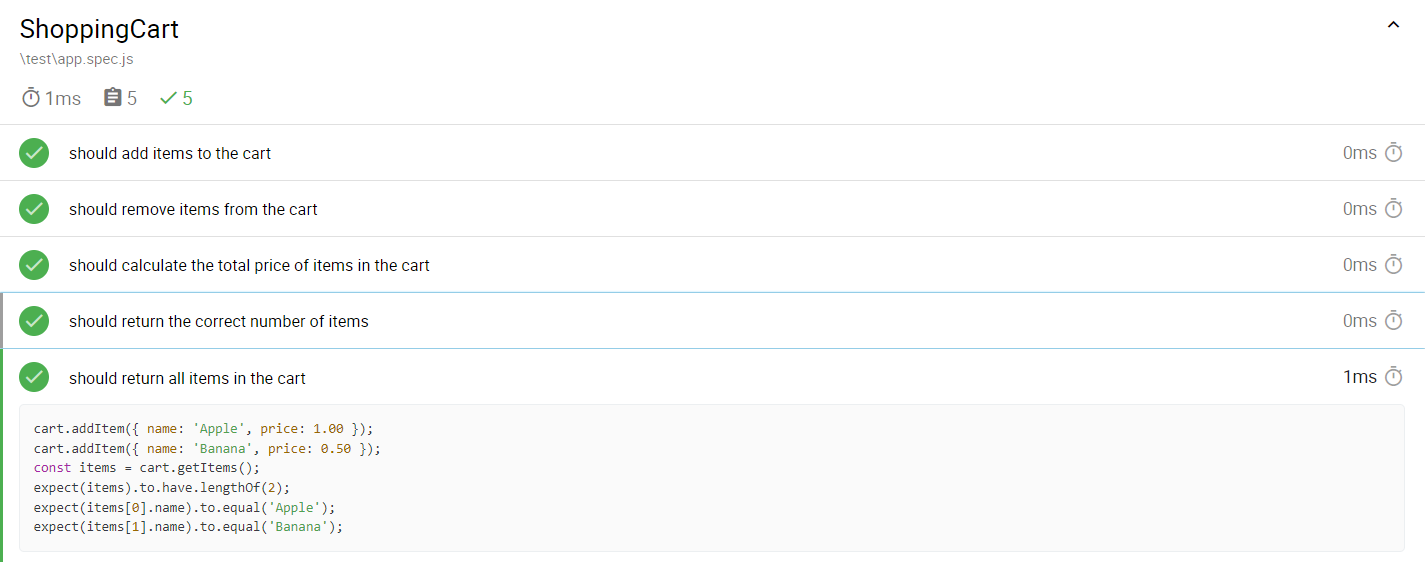 ShoppingCart
\test\app.spec.js
1ms 5 5
should add items to the cart 0ms
should remove items from the cart 0ms
should calculate the total price of items in the cart 0ms
should return the correct number of items 0ms
should return all items in the cart 1ms
cart.addItem({ name: 'Apple', price: 1.00 });
cart.addItem({ name: 'Banana', price: 0.50 });
const items = cart.getItems();
expect(items).to.have.lengthOf(2);
expect(items[0].name).to.equal('Apple');
expect(items[1].name).to.equal('Banana');